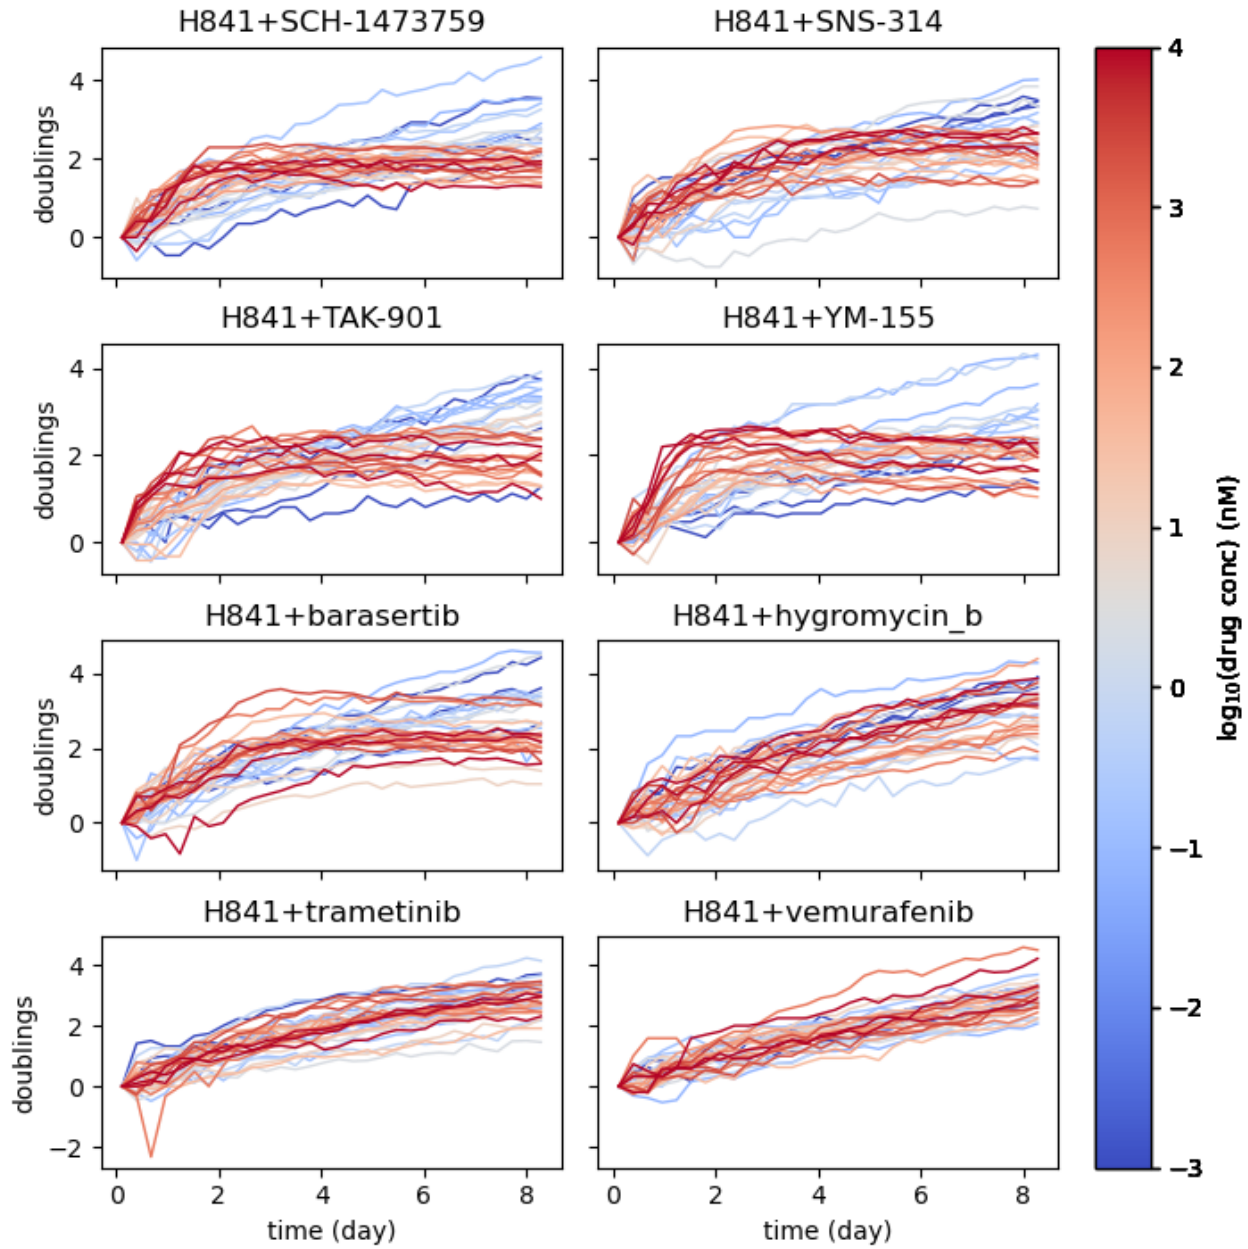 H841+SCH-1473759
H841+SNS-314
4
2
0
doublings
H841+TAK-901
H841+YM-155
4
2
0
doublings
H841+barasertib
H841+hygromycin_b
4
2
0
doublings
H841+trametinib
H841+vemurafenib
4
2
0
−2
doublings
0 2 4 6 8
0 2 4 6 8
time (day)
time (day)
4
3
2
1
0
−1
−2
−3
log₁₀(drug conc) (nM)